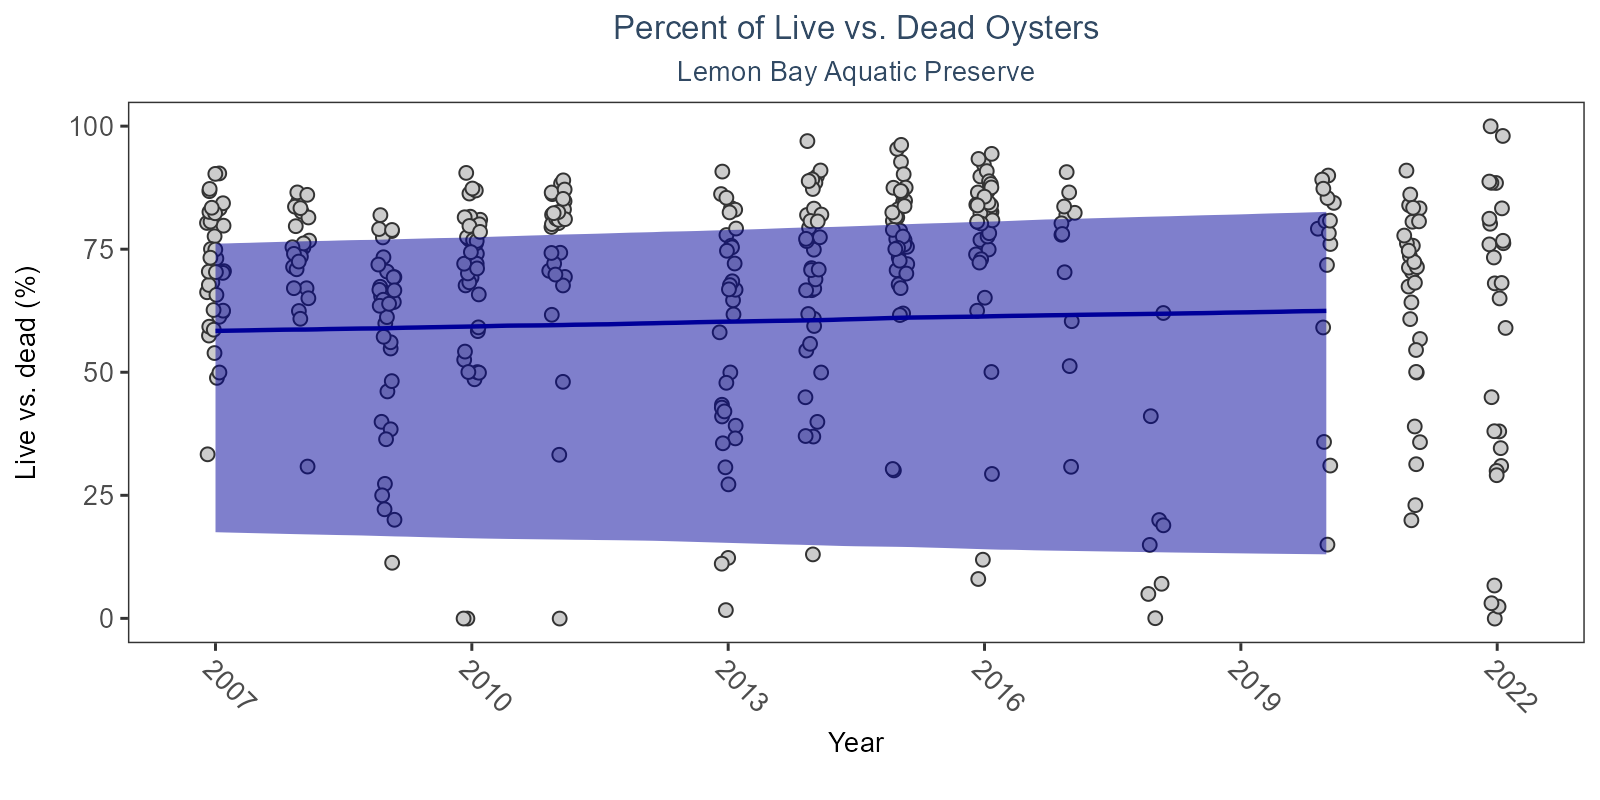 Percent of Live vs. Dead Oysters
Lemon Bay Aquatic Preserve
Live vs. dead (%)
100
75
50
25
0
2007
2010
2013
2016
2019
2022
Year